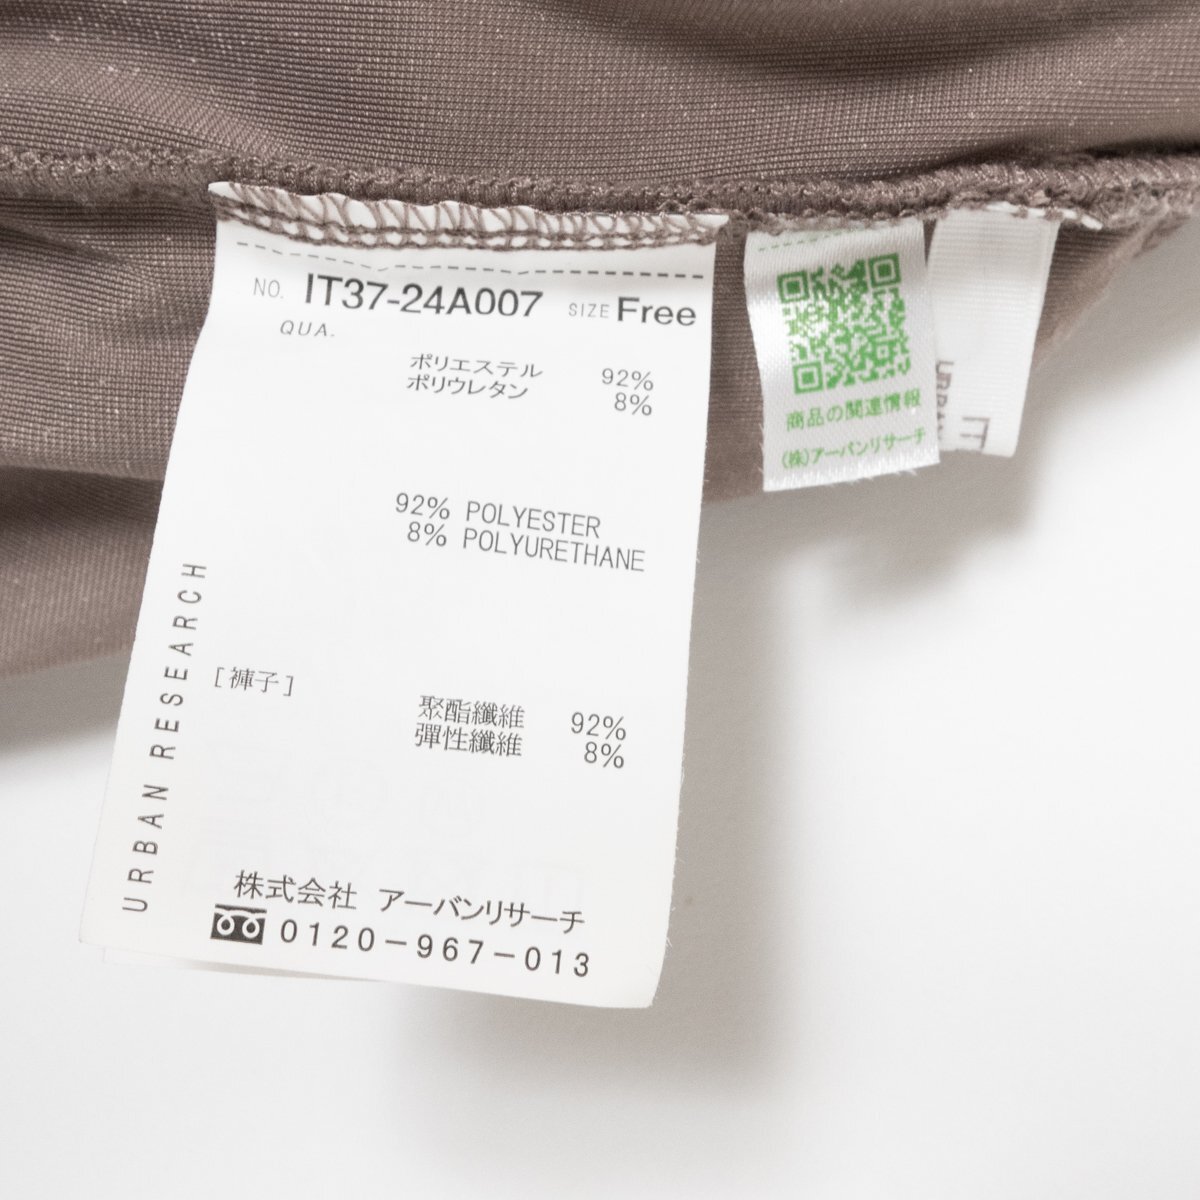 NO. IT37-24A007 SIZE Free
QUA.
ポリエステル 92%
ポリウレタン 8%
92% POLYESTER
8% POLYURETHANE
[褲子]
聚酯纖維 92%
彈性纖維 8%
URBAN RESEARCH
株式会社 アーバンリサーチ
0120-967-013
商品の関連情報
(株)アーバンリサーチ